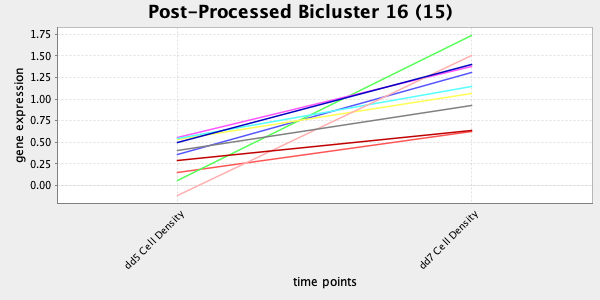 Post-Processed Bicluster 16 (15)
1.75
1.50
1.25
1.00
0.75
0.50
0.25
0.00
gene expression
dd5 Cell Density
dd7 Cell Density
time points